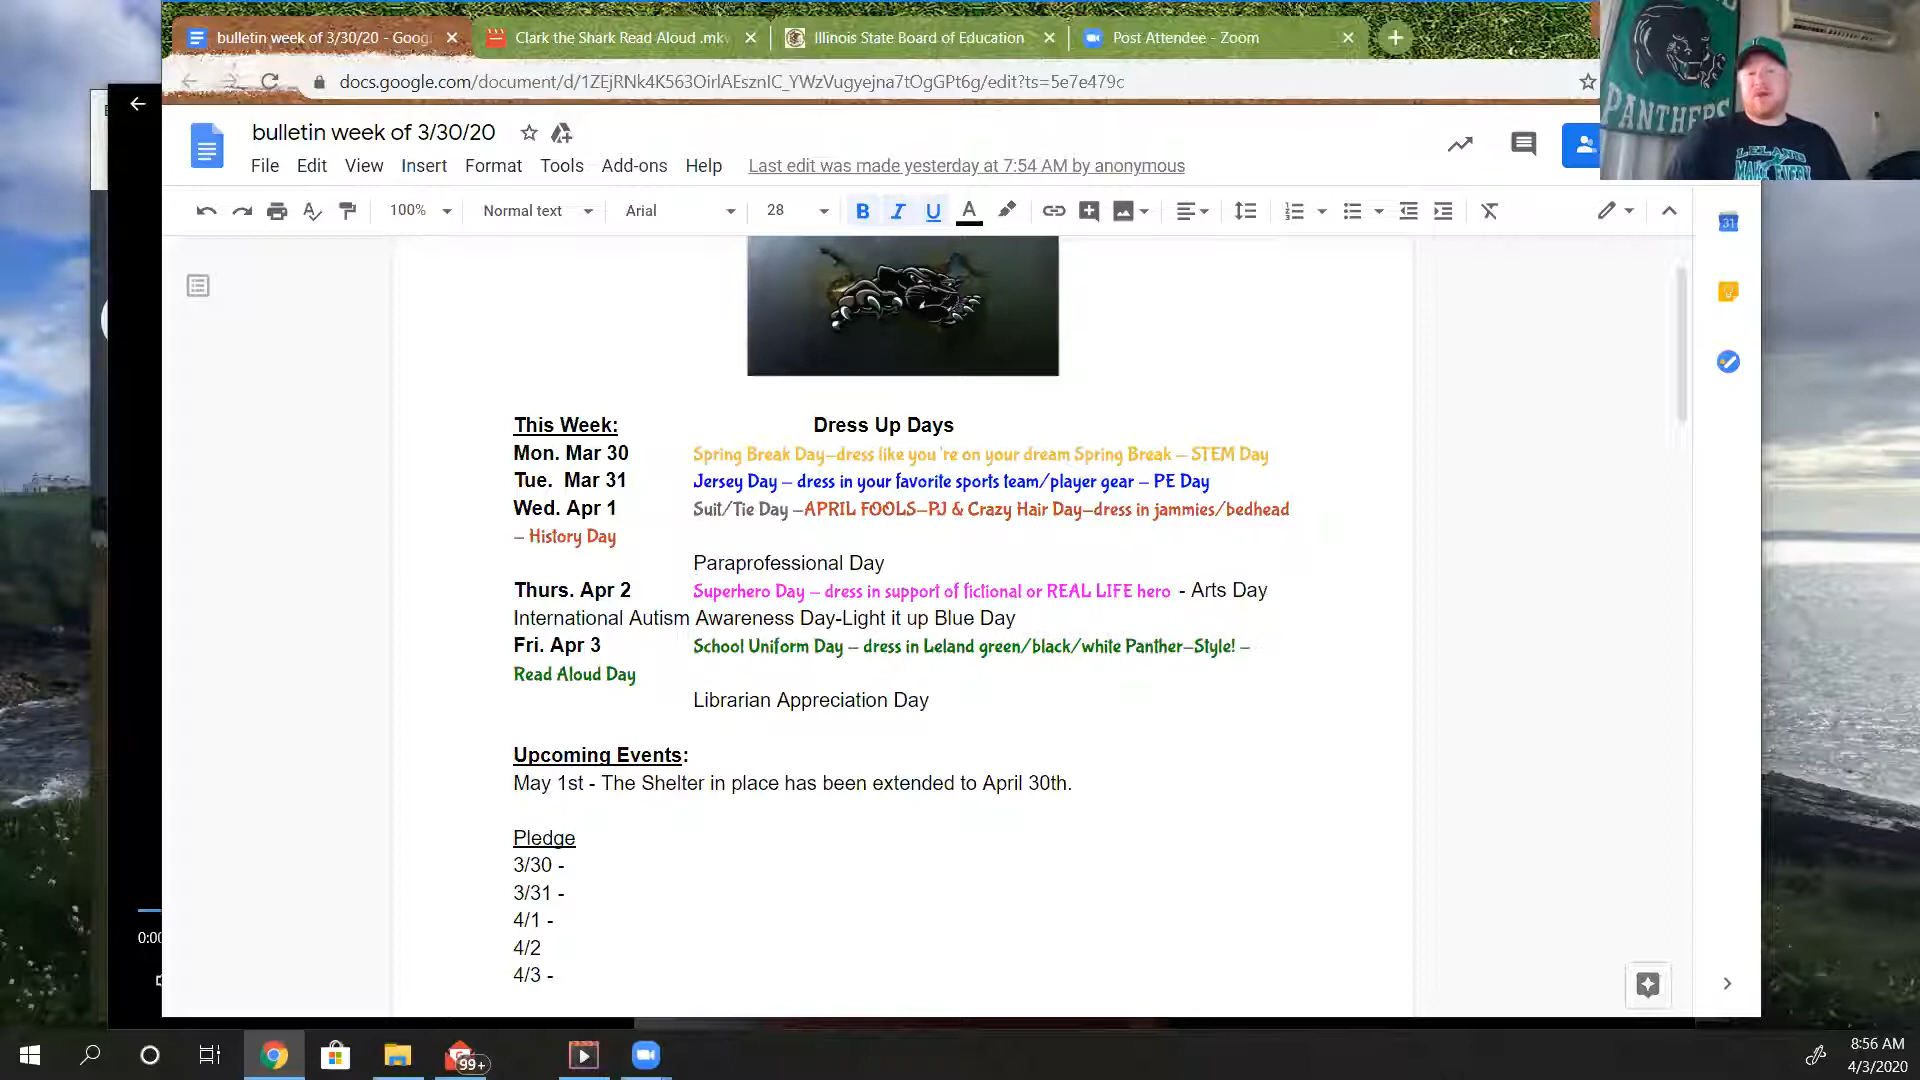 bulletin week of 3/30/20 - Goog
Clark the Shark Read Aloud .mkv
Illinois State Board of Education
Post Attendee - Zoom
docs.google.com/document/d/1ZEjRNk4K563OirlAEsznIC_YWzVugyejna7tOgGPt6g/edit?ts=5e7e479c
PANTHERS
LELAND
MAKE EVERY
bulletin week of 3/30/20
File Edit View Insert Format Tools Add-ons Help Last edit was made yesterday at 7:54 AM by anonymous
100% Normal text Arial 28 B I U A
31
This Week: Dress Up Days
Mon. Mar 30 Spring Break Day–dress like you 're on your dream Spring Break – STEM Day
Tue. Mar 31 Jersey Day – dress in your favorite sports team/player gear – PE Day
Wed. Apr 1 Suit/Tie Day –APRIL FOOLS–PJ & Crazy Hair Day–dress in jammies/bedhead
– History Day
Paraprofessional Day
Thurs. Apr 2 Superhero Day – dress in support of fictional or REAL LIFE hero - Arts Day
International Autism Awareness Day-Light it up Blue Day
Fri. Apr 3 School Uniform Day – dress in Leland green/black/white Panther–Style! –
Read Aloud Day
Librarian Appreciation Day
Upcoming Events:
May 1st - The Shelter in place has been extended to April 30th.
Pledge
3/30 -
3/31 -
4/1 -
4/2
4/3 -
0:00
99+
8:56 AM
4/3/2020